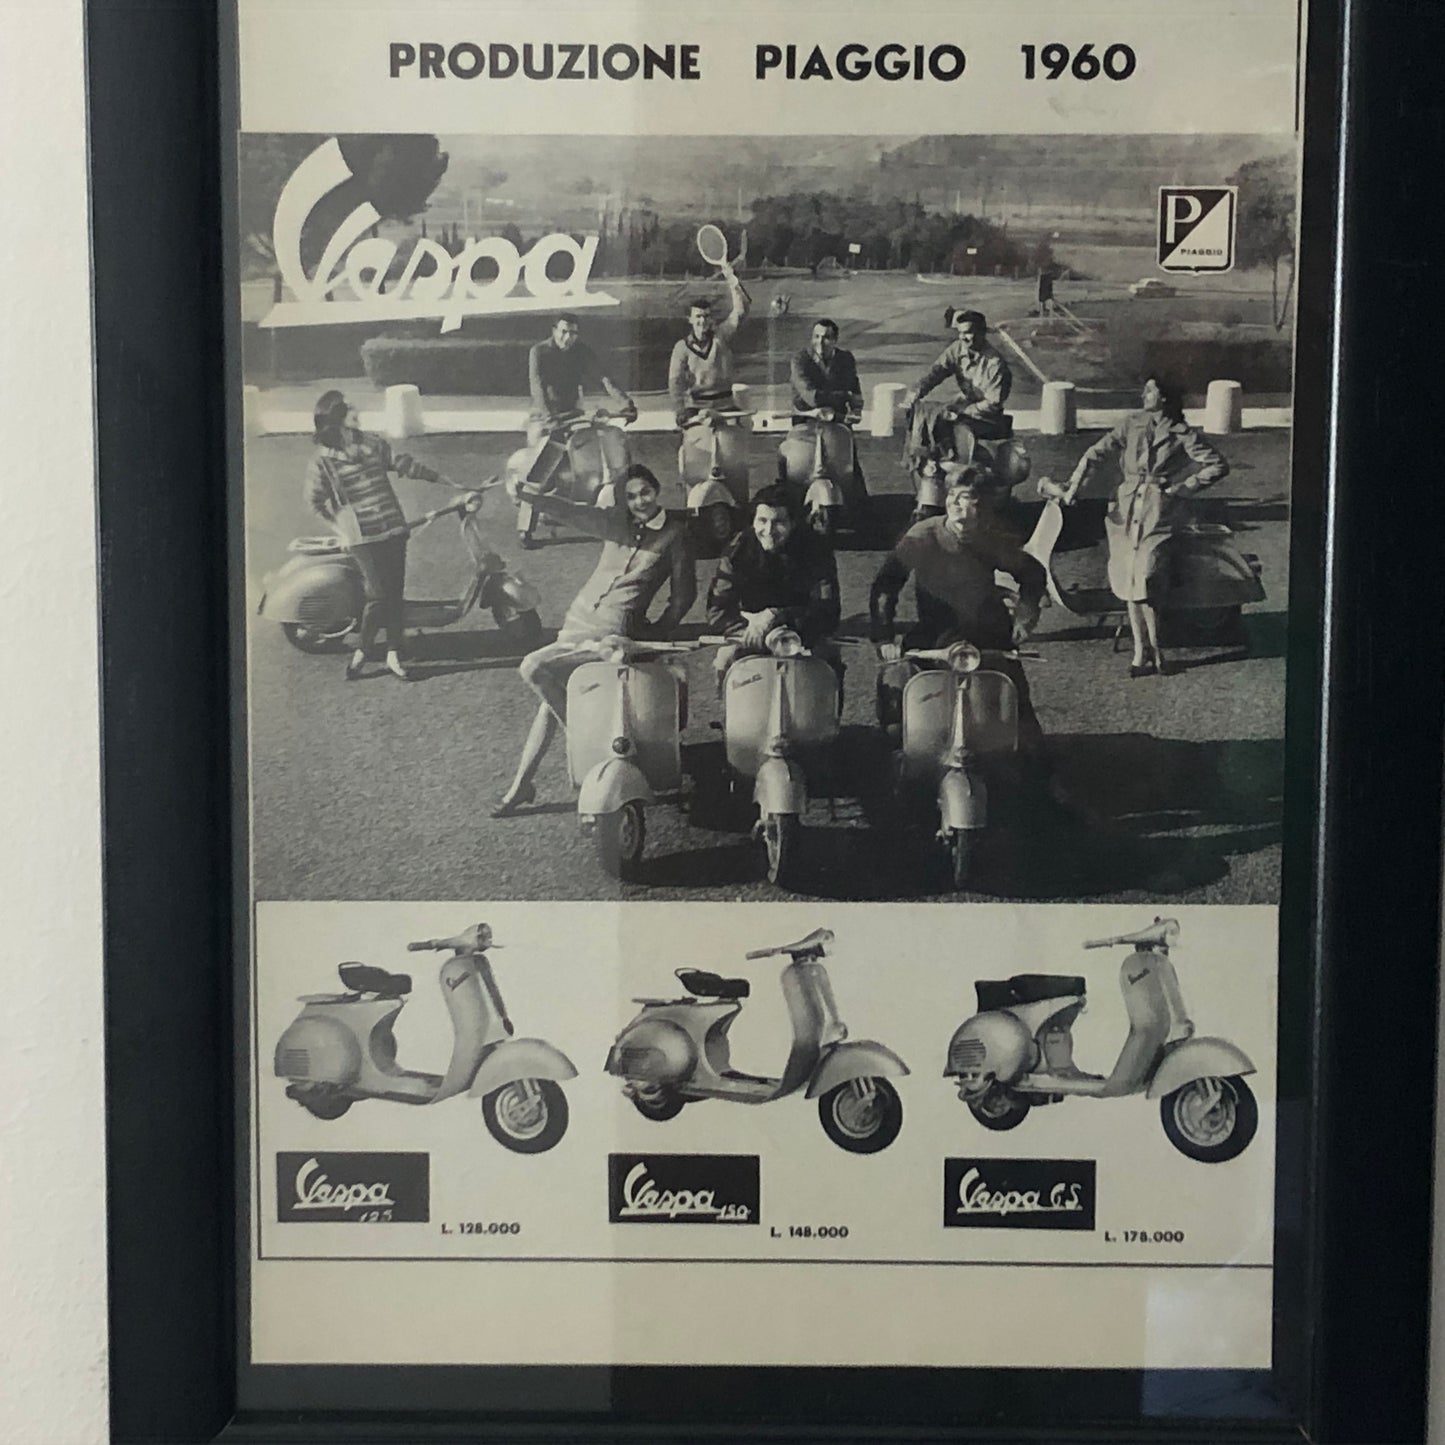 PRODUZIONE PIAGGIO 1960
Vespa
P
PIAGGIO
Vespa 125
L. 128.000
Vespa 150
L. 148.000
Vespa G.S.
L. 178.000